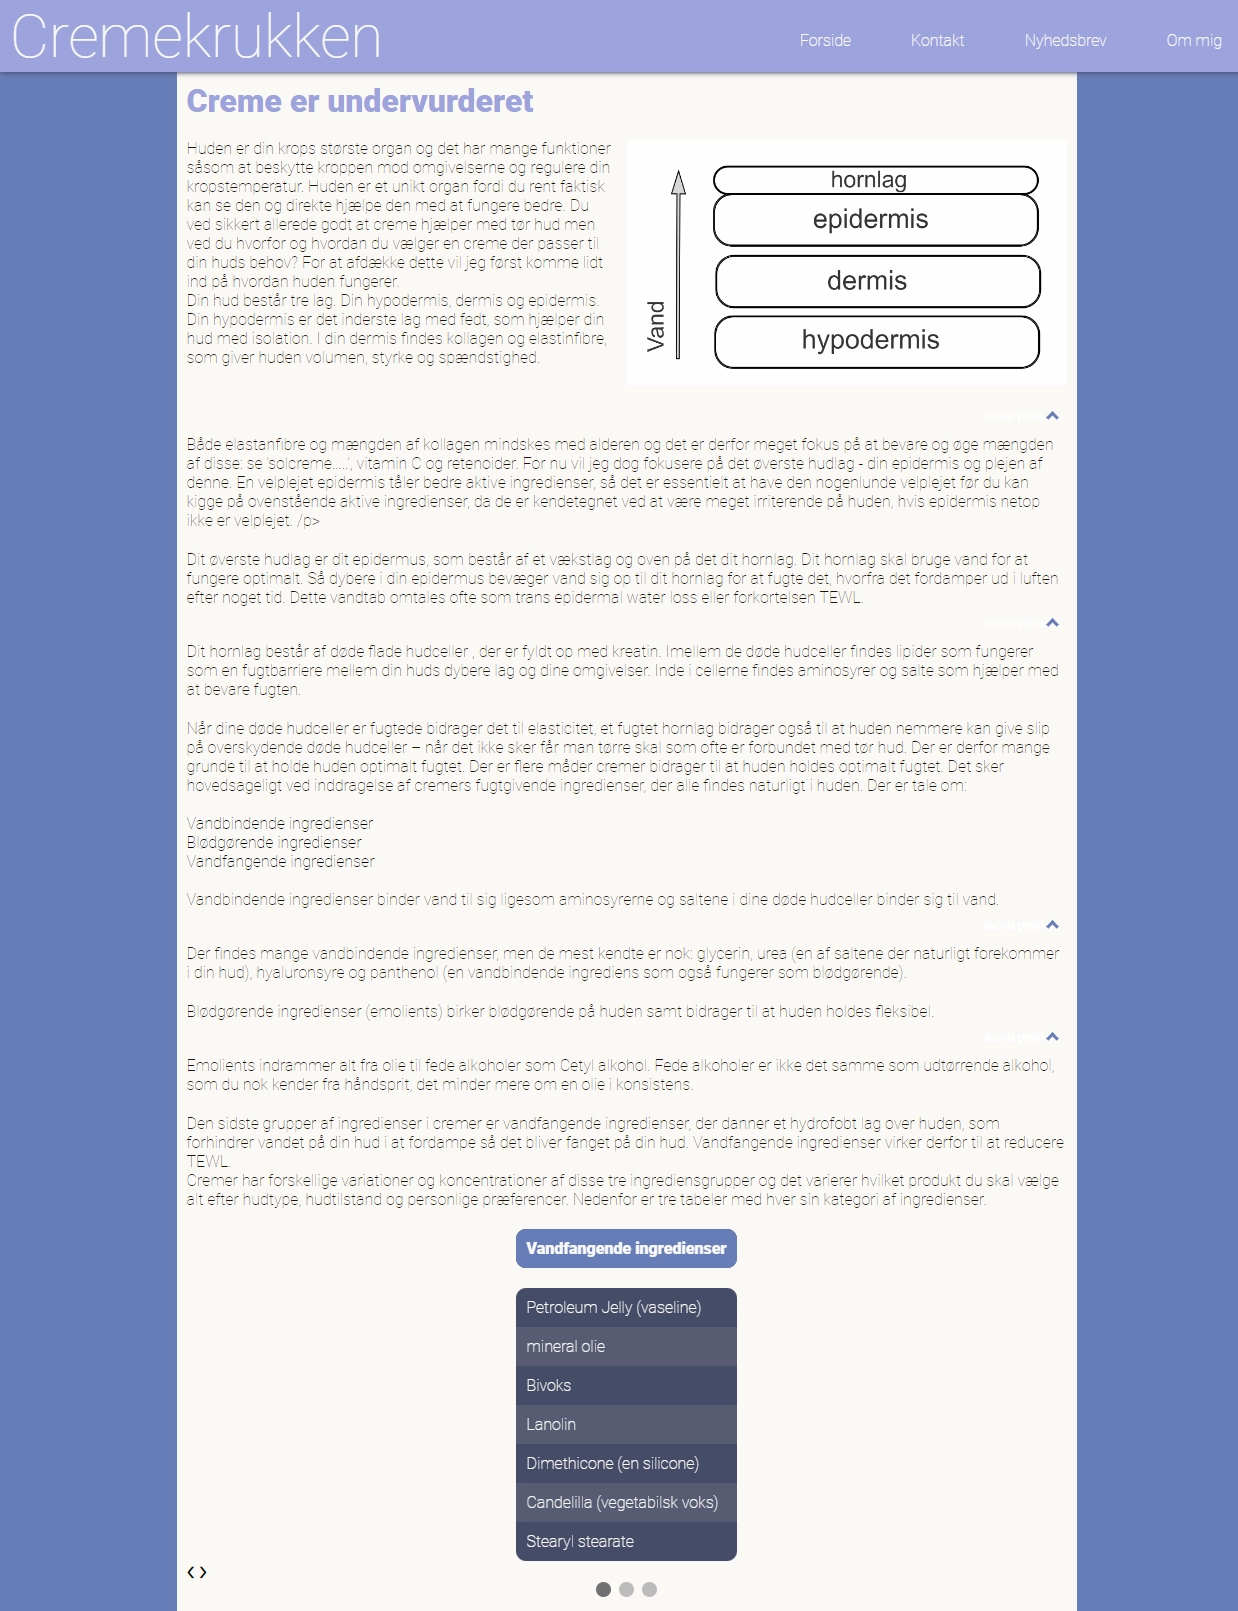 Cremekrukken
Forside
Kontakt
Nyhedsbrev
Om mig
Creme er undervurderet
Huden er din krops største organ og det har mange funktioner
såsom at beskytte kroppen mod omgivelserne og regulere din
kropstemperatur. Huden er et unikt organ fordi du rent faktisk
kan se den og direkte hjælpe den med at fungere bedre. Du
ved sikkert allerede godt at creme hjælper med tør hud men
ved du hvorfor og hvordan du vælger en creme der passer til
din huds behov? For at afdække dette vil jeg først komme lidt
ind på hvordan huden fungerer.
Din hud består tre lag. Din hypodermis, dermis og epidermis.
Din hypodermis er det inderste lag med fedt, som hjælper din
hud med isolation. I din dermis findes kollagen og elastinfibre,
som giver huden volumen, styrke og spændstighed.
Vand
hornlag
epidermis
dermis
hypodermis
Både elastanfibre og mængden af kollagen mindskes med alderen og det er derfor meget fokus på at bevare og øge mængden
af disse: se 'solcreme.....', vitamin C og retenoider. For nu vil jeg dog fokusere på det øverste hudlag - din epidermis og plejen af
denne. En velplejet epidermis tåler bedre aktive ingredienser, så det er essentielt at have den nogenlunde velplejet før du kan
kigge på ovenstående aktive ingredienser, da de er kendetegnet ved at være meget irriterende på huden, hvis epidermis netop
ikke er velplejet. /p>
Dit øverste hudlag er dit epidermus, som består af et vækstlag og oven på det dit hornlag. Dit hornlag skal bruge vand for at
fungere optimalt. Så dybere i din epidermus bevæger vand sig op til dit hornlag for at fugte det, hvorfra det fordamper ud i luften
efter noget tid. Dette vandtab omtales ofte som trans epidermal water loss eller forkortelsen TEWL.
Dit hornlag består af døde flade hudceller , der er fyldt op med kreatin. Imellem de døde hudceller findes lipider som fungerer
som en fugtbarriere mellem din huds dybere lag og dine omgivelser. Inde i cellerne findes aminosyrer og salte som hjælper med
at bevare fugten.
Når dine døde hudceller er fugtede bidrager det til elasticitet, et fugtet hornlag bidrager også til at huden nemmere kan give slip
på overskydende døde hudceller – når det ikke sker får man tørre skal som ofte er forbundet med tør hud. Der er derfor mange
grunde til at holde huden optimalt fugtet. Der er flere måder cremer bidrager til at huden holdes optimalt fugtet. Det sker
hovedsageligt ved inddragelse af cremers fugtgivende ingredienser, der alle findes naturligt i huden. Der er tale om:
Vandbindende ingredienser
Blødgørende ingredienser
Vandfangende ingredienser
Vandbindende ingredienser binder vand til sig ligesom aminosyrerne og saltene i dine døde hudceller binder sig til vand.
Der findes mange vandbindende ingredienser, men de mest kendte er nok: glycerin, urea (en af saltene der naturligt forekommer
i din hud), hyaluronsyre og panthenol (en vandbindende ingrediens som også fungerer som blødgørende).
Blødgørende ingredienser (emolients) birker blødgørende på huden samt bidrager til at huden holdes fleksibel.
Emolients indrammer alt fra olie til fede alkoholer som Cetyl alkohol. Fede alkoholer er ikke det samme som udtørrende alkohol,
som du nok kender fra håndsprit, det minder mere om en olie i konsistens.
Den sidste grupper af ingredienser i cremer er vandfangende ingredienser, der danner et hydrofobt lag over huden, som
forhindrer vandet på din hud i at fordampe så det bliver fanget på din hud. Vandfangende ingredienser virker derfor til at reducere
TEWL.
Cremer har forskellige variationer og koncentrationer af disse tre ingrediensgrupper og det varierer hvilket produkt du skal vælge
alt efter hudtype, hudtilstand og personlige præferencer. Nedenfor er tre tabeler med hver sin kategori af ingredienser.
Vandfangende ingredienser
Petroleum Jelly (vaseline)
mineral olie
Bivoks
Lanolin
Dimethicone (en silicone)
Candelilla (vegetabilsk voks)
Stearyl stearate